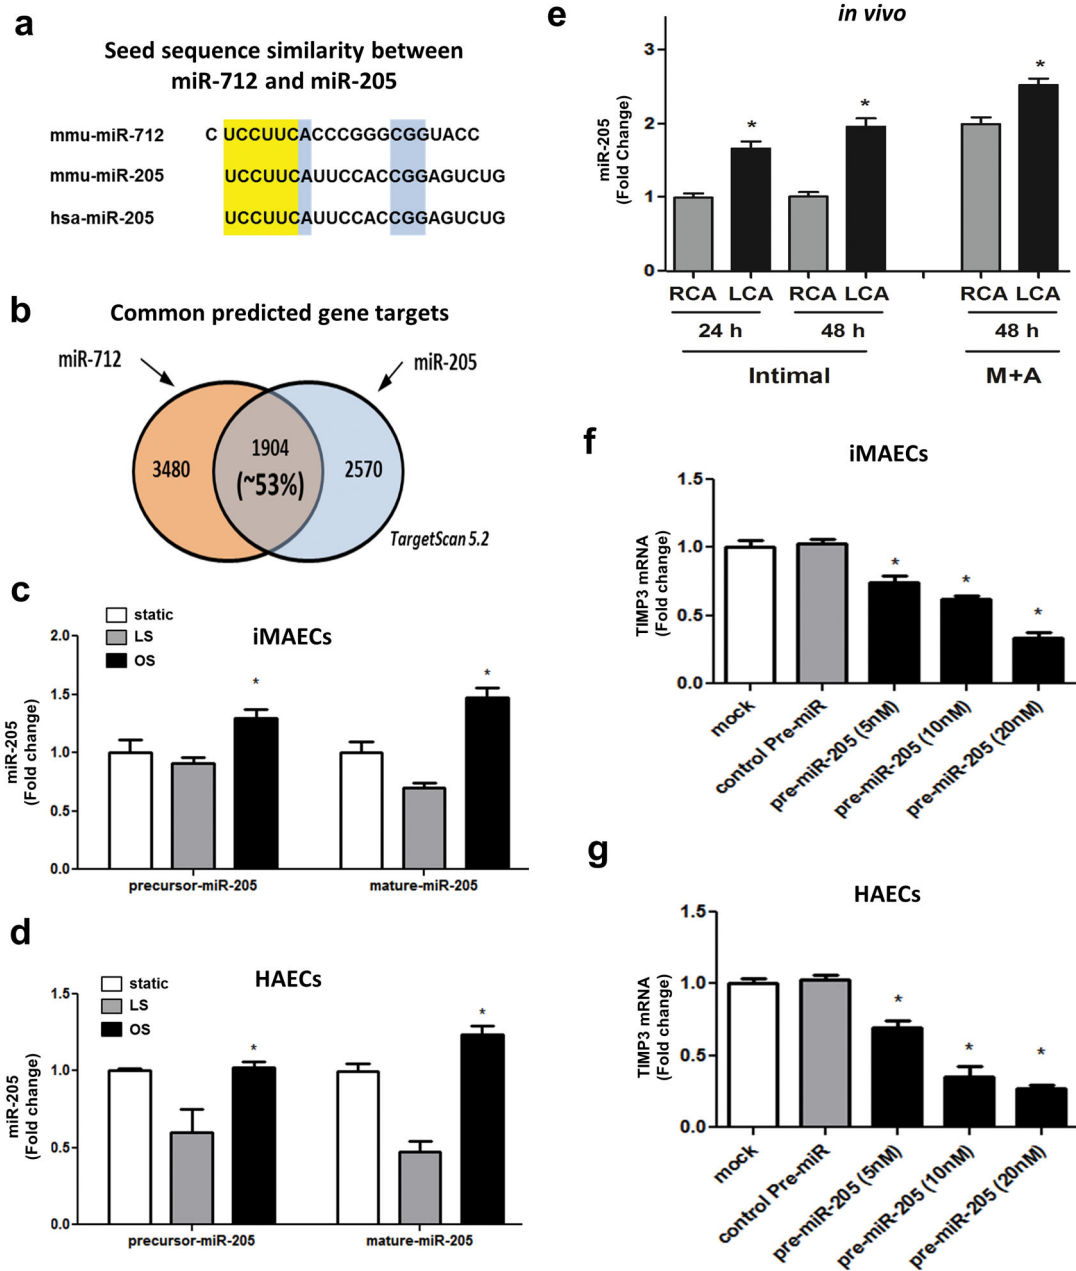 a
Seed sequence similarity between
miR-712 and miR-205
mmu-miR-712 C UCCUUCACCCGGGCGGUACC
mmu-miR-205 UCCUUCAUUCCACCGGAGUCUG
hsa-miR-205 UCCUUCAUUCCACCGGAGUCUG
b
Common predicted gene targets
miR-712
miR-205
3480
1904
(~53%)
2570
TargetScan 5.2
c
static
LS
OS
iMAECs
miR-205
(Fold change)
2.0
1.5
1.0
0.5
0.0
*
*
precursor-miR-205
mature-miR-205
d
static
LS
OS
HAECs
miR-205
(Fold change)
1.5
1.0
0.5
0.0
*
*
precursor-miR-205
mature-miR-205
e
in vivo
miR-205
(Fold Change)
3
2
1
0
*
*
*
RCA LCA RCA LCA RCA LCA
24 h 48 h 48 h
Intimal M+A
f
iMAECs
TIMP3 mRNA
(Fold change)
1.5
1.0
0.5
0.0
*
*
*
mock
control Pre-miR
pre-miR-205 (5nM)
pre-miR-205 (10nM)
pre-miR-205 (20nM)
g
HAECs
TIMP3 mRNA
(Fold change)
1.5
1.0
0.5
0.0
*
*
*
mock
control Pre-miR
pre-miR-205 (5nM)
pre-miR-205 (10nM)
pre-miR-205 (20nM)